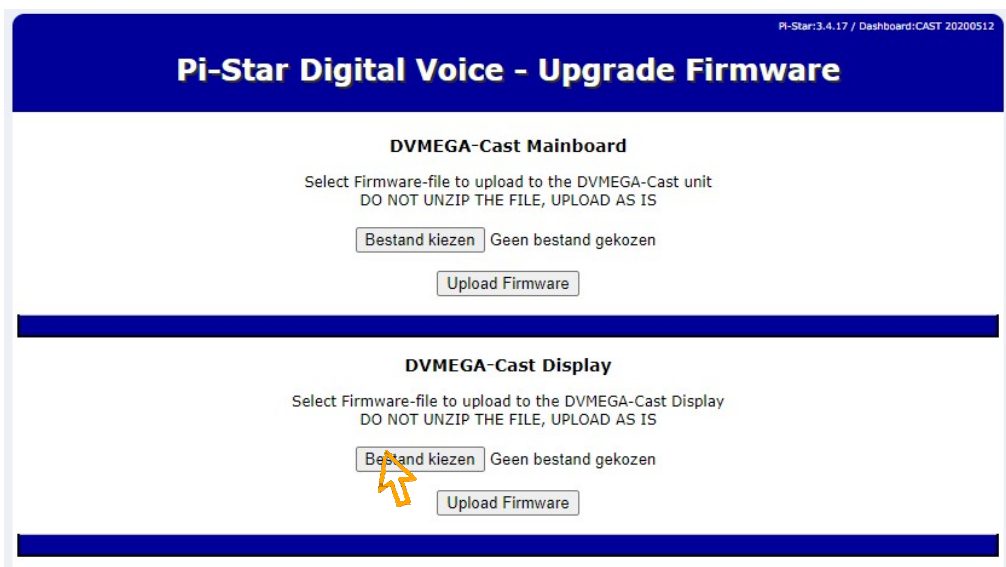 Pi-Star:3.4.17 / Dashboard:CAST 20200512
Pi-Star Digital Voice - Upgrade Firmware
DVMEGA-Cast Mainboard
Select Firmware-file to upload to the DVMEGA-Cast unit
DO NOT UNZIP THE FILE, UPLOAD AS IS
Bestand kiezen Geen bestand gekozen
Upload Firmware
DVMEGA-Cast Display
Select Firmware-file to upload to the DVMEGA-Cast Display
DO NOT UNZIP THE FILE, UPLOAD AS IS
Bestand kiezen Geen bestand gekozen
Upload Firmware